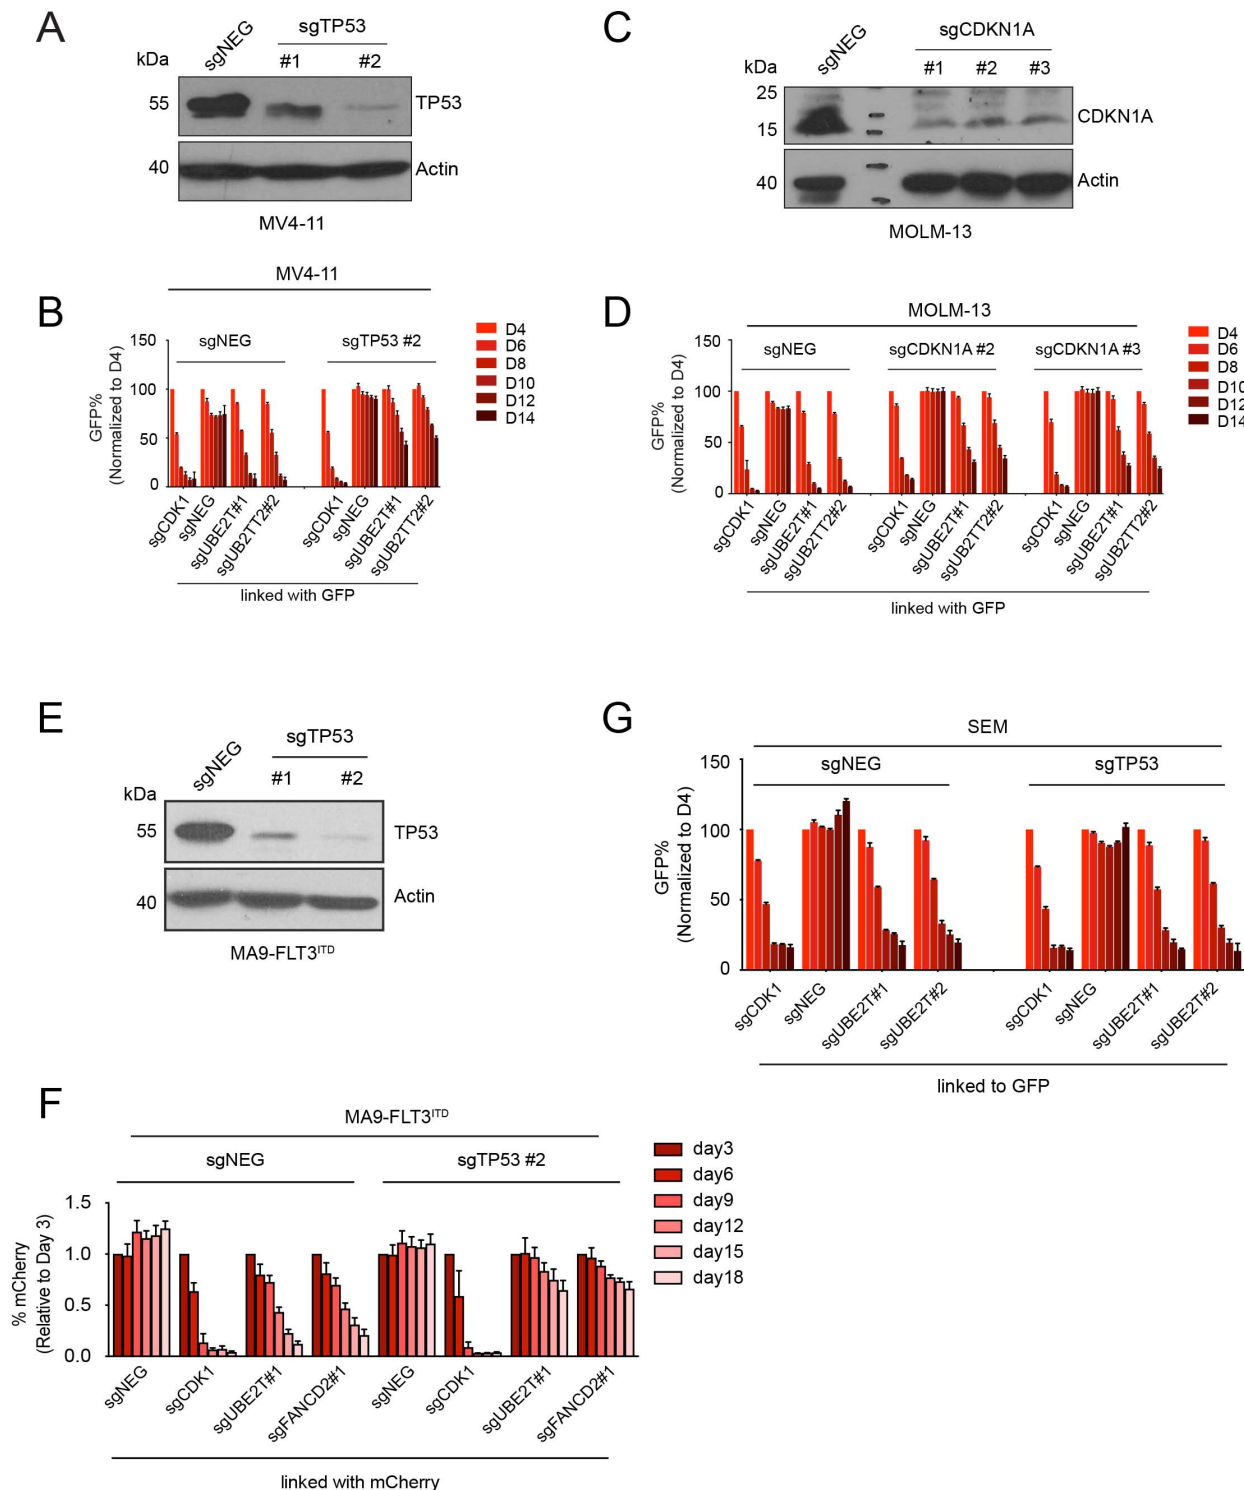 A
sgNEG
sgTP53
kDa
#1
#2
55
TP53
40
Actin
MV4-11
C
sgNEG
sgCDKN1A
kDa
#1
#2
#3
25
15
CDKN1A
40
Actin
MOLM-13
B
MV4-11
sgNEG
sgTP53 #2
GFP%
(Normalized to D4)
150
100
50
0
D4
D6
D8
D10
D12
D14
sgCDK1
sgNEG
sgUBE2T#1
sgUB2TT2#2
sgCDK1
sgNEG
sgUBE2T#1
sgUB2TT2#2
linked with GFP
D
MOLM-13
sgNEG
sgCDKN1A #2
sgCDKN1A #3
GFP%
(Normalized to D4)
150
100
50
0
D4
D6
D8
D10
D12
D14
sgCDK1
sgNEG
sgUBE2T#1
sgUB2TT2#2
sgCDK1
sgNEG
sgUBE2T#1
sgUB2TT2#2
sgCDK1
sgNEG
sgUBE2T#1
sgUB2TT2#2
linked with GFP
E
sgNEG
sgTP53
#1
#2
kDa
55
TP53
40
Actin
MA9-FLT3ITD
G
SEM
sgNEG
sgTP53
GFP%
(Normalized to D4)
150
100
50
0
sgCDK1
sgNEG
sgUBE2T#1
sgUBE2T#2
sgCDK1
sgNEG
sgUBE2T#1
sgUBE2T#2
linked to GFP
F
MA9-FLT3ITD
sgNEG
sgTP53 #2
% mCherry
(Relative to Day 3)
1.5
1.0
0.5
0.0
day3
day6
day9
day12
day15
day18
sgNEG
sgCDK1
sgUBE2T#1
sgFANCD2#1
sgNEG
sgCDK1
sgUBE2T#1
sgFANCD2#1
linked with mCherry